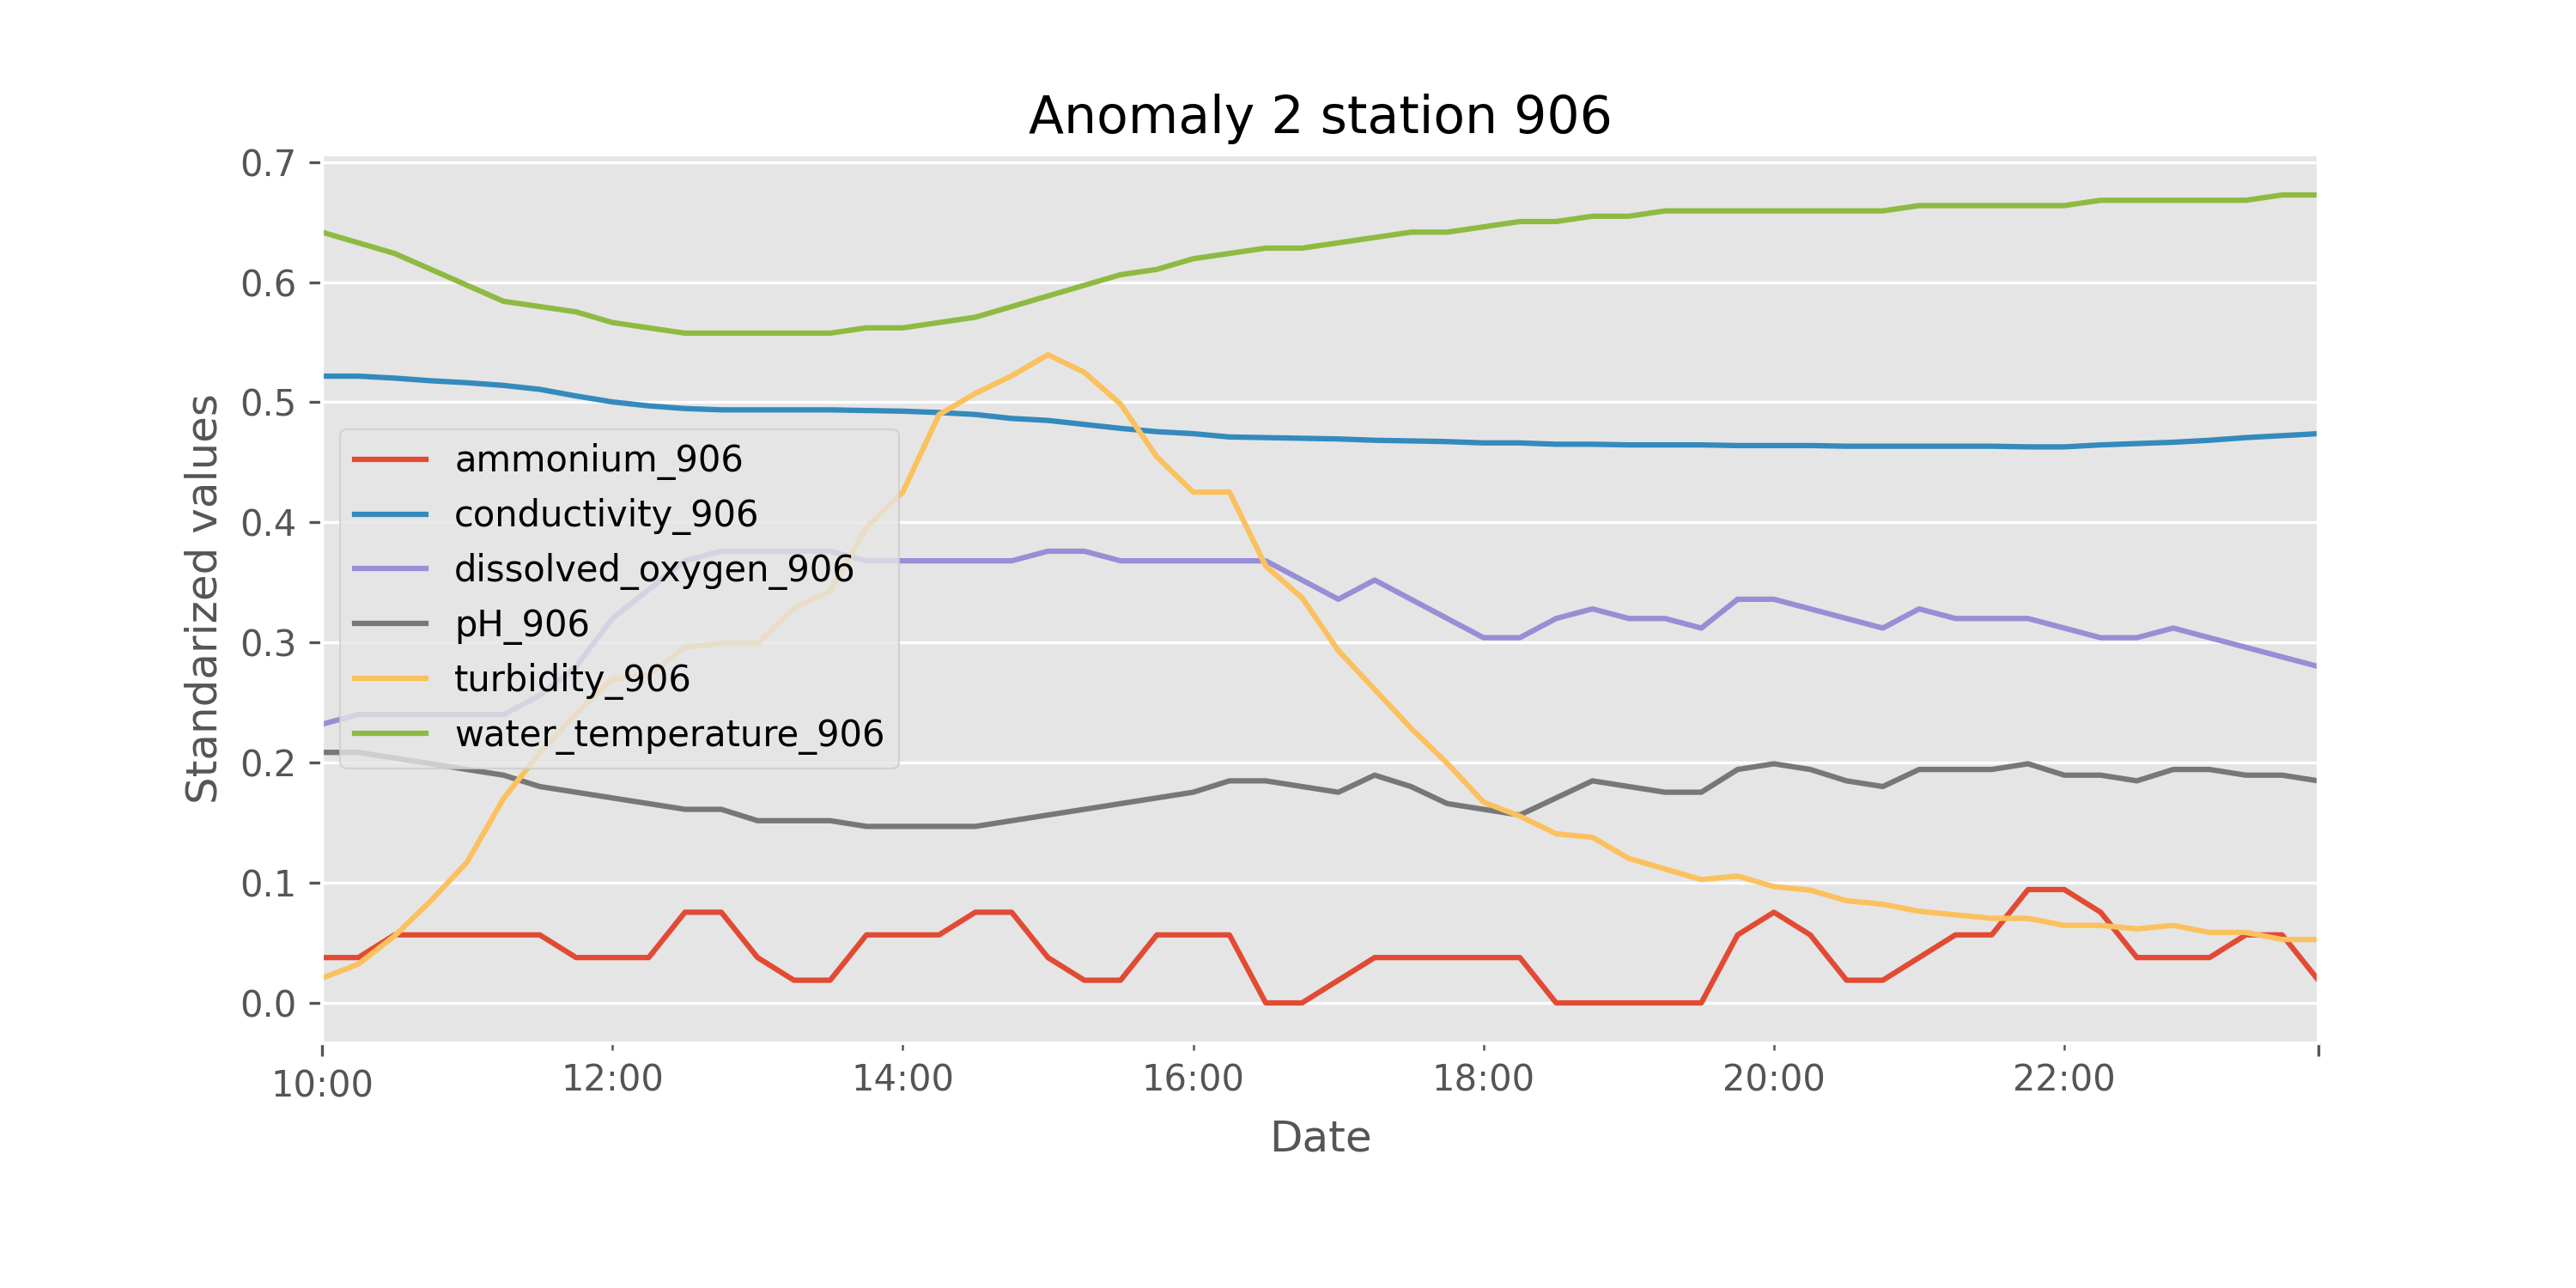 Anomaly 2 station 906
0.7
0.6
0.5
0.4
0.3
0.2
0.1
0.0
Standarized values
ammonium_906
conductivity_906
dissolved_oxygen_906
pH_906
turbidity_906
water_temperature_906
10:00
12:00
14:00
16:00
18:00
20:00
22:00
Date